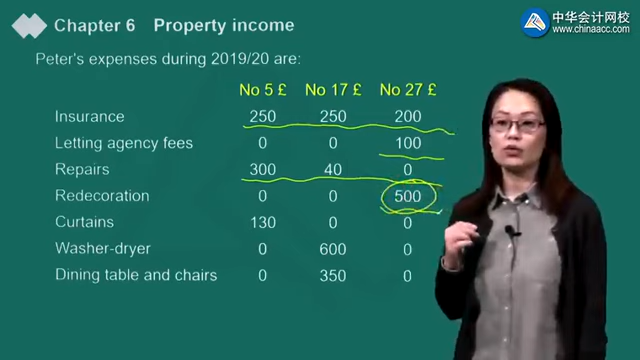 Chapter 6 Property income
中华会计网校
www.chinaacc.com
Peter's expenses during 2019/20 are:
No 5 £ No 17 £ No 27 £
Insurance 250 250 200
Letting agency fees 0 0 100
Repairs 300 40 0
Redecoration 0 0 500
Curtains 130 0 0
Washer-dryer 0 600 0
Dining table and chairs 0 350 0